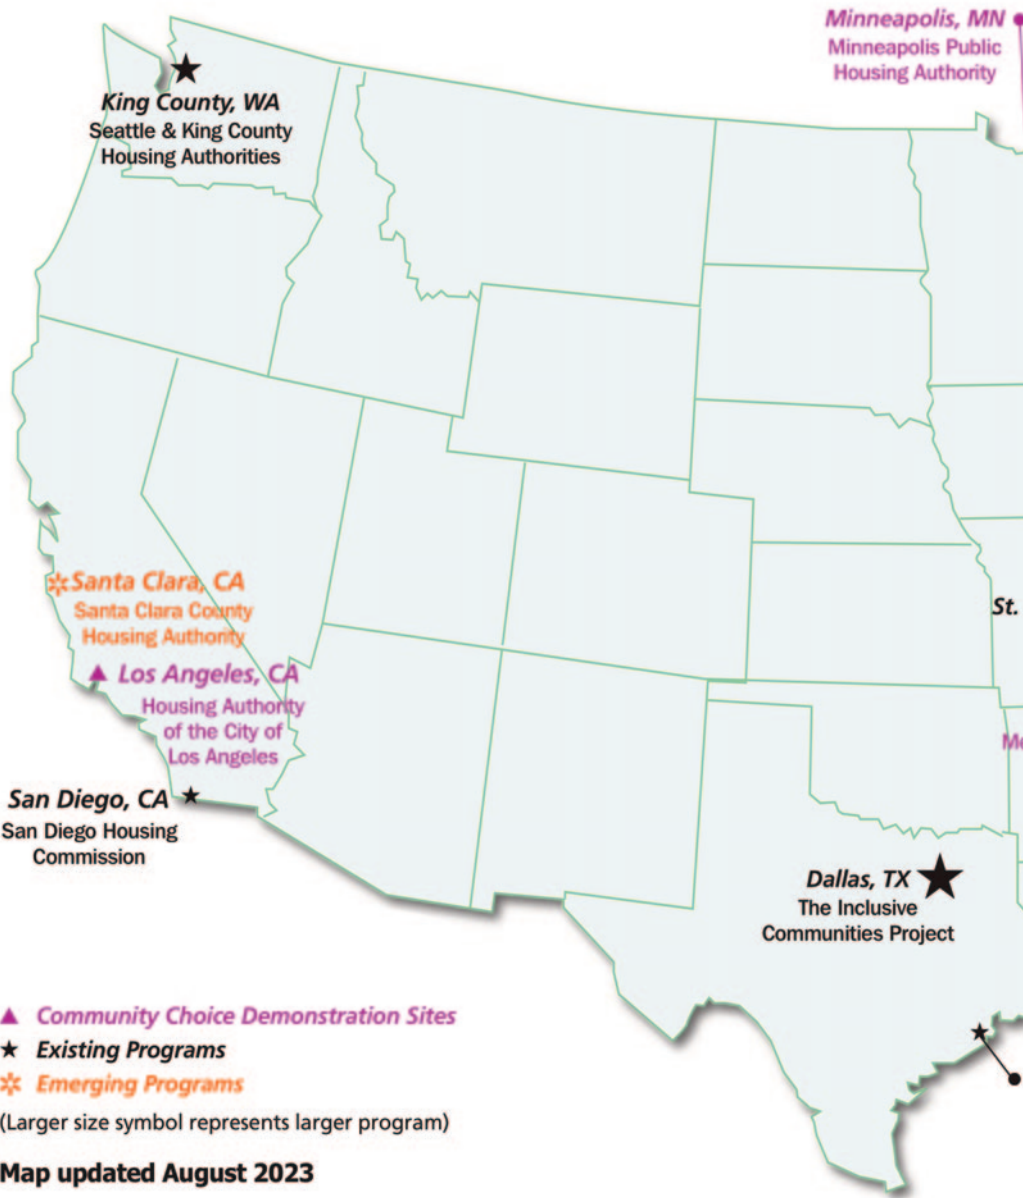 Minneapolis, MN
Minneapolis Public
Housing Authority
King County, WA
Seattle & King County
Housing Authorities
Santa Clara, CA
Santa Clara County
Housing Authority
St.
Los Angeles, CA
Housing Authority
of the City of
Los Angeles
Me
San Diego, CA
San Diego Housing
Commission
Dallas, TX
The Inclusive
Communities Project
Community Choice Demonstration Sites
Existing Programs
Emerging Programs
(Larger size symbol represents larger program)
Map updated August 2023